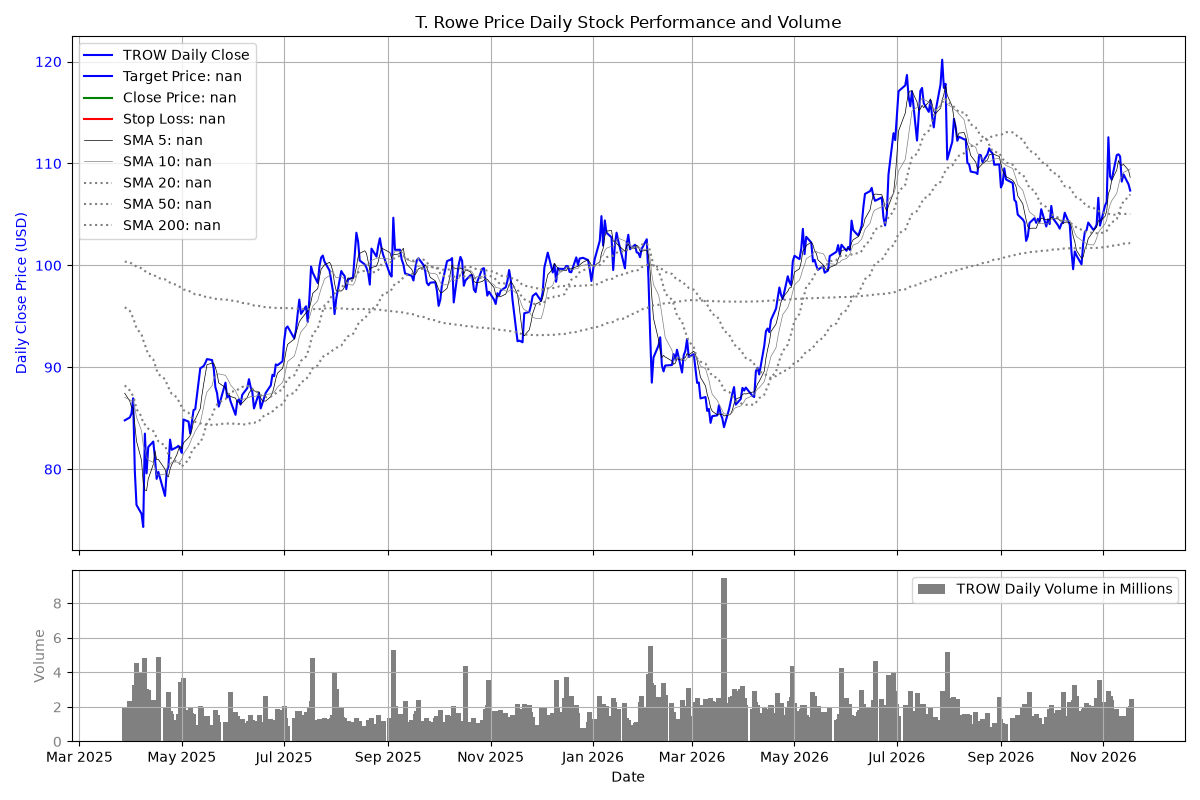 T. Rowe Price Daily Stock Performance and Volume
TROW Daily Close
Target Price: nan
Close Price: nan
Stop Loss: nan
SMA 5: nan
SMA 10: nan
SMA 20: nan
SMA 50: nan
SMA 200: nan
Daily Close Price (USD)
120
110
100
90
80
TROW Daily Volume in Millions
Volume
8
6
4
2
0
Mar 2025 May 2025 Jul 2025 Sep 2025 Nov 2025 Jan 2026 Mar 2026 May 2026 Jul 2026 Sep 2026 Nov 2026
Date